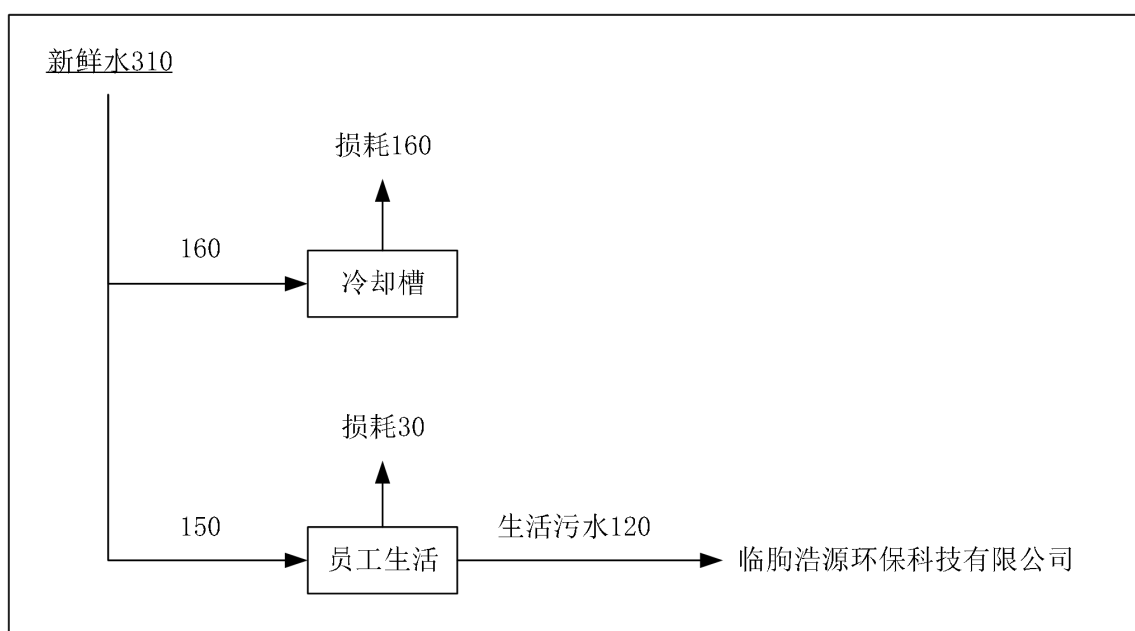 新鲜水310
损耗160
160
冷却槽
损耗30
150
生活污水120
员工生活
临朐浩源环保科技有限公司